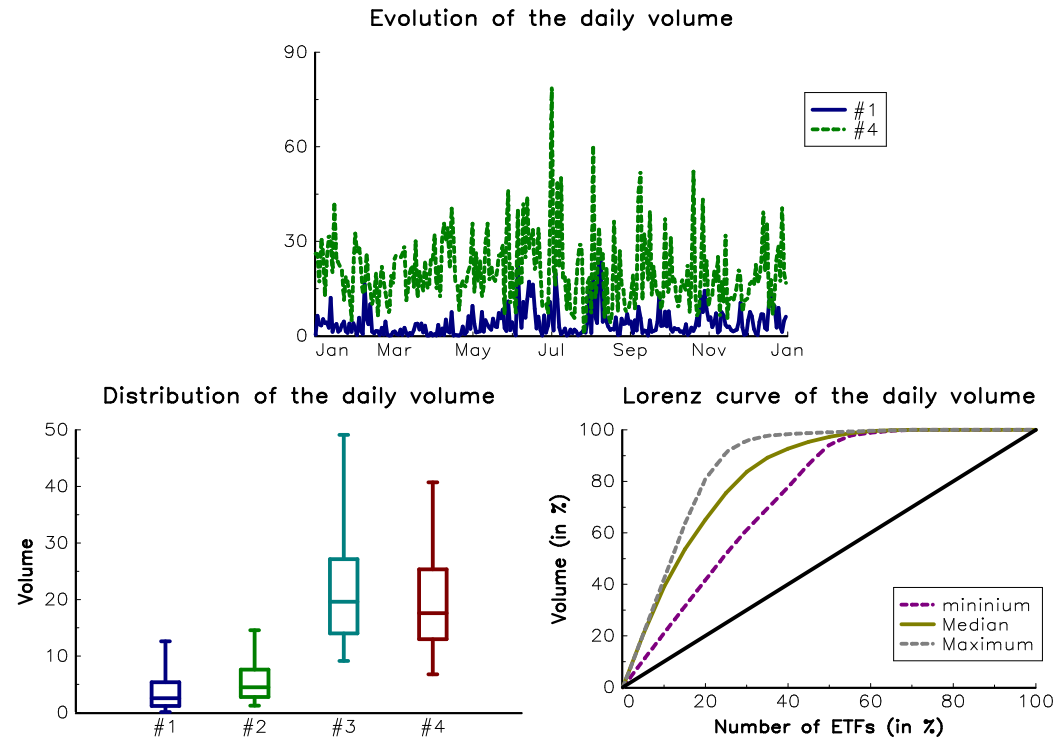 Evolution of the daily volume
90
60
30
0
Jan Mar May Jul Sep Nov Jan
#1
#4
Distribution of the daily volume
50
40
30
20
10
0
Volume
#1 #2 #3 #4
Lorenz curve of the daily volume
100
80
60
40
20
0
Volume (in %)
mininium
Median
Maximum
0 20 40 60 80 100
Number of ETFs (in %)